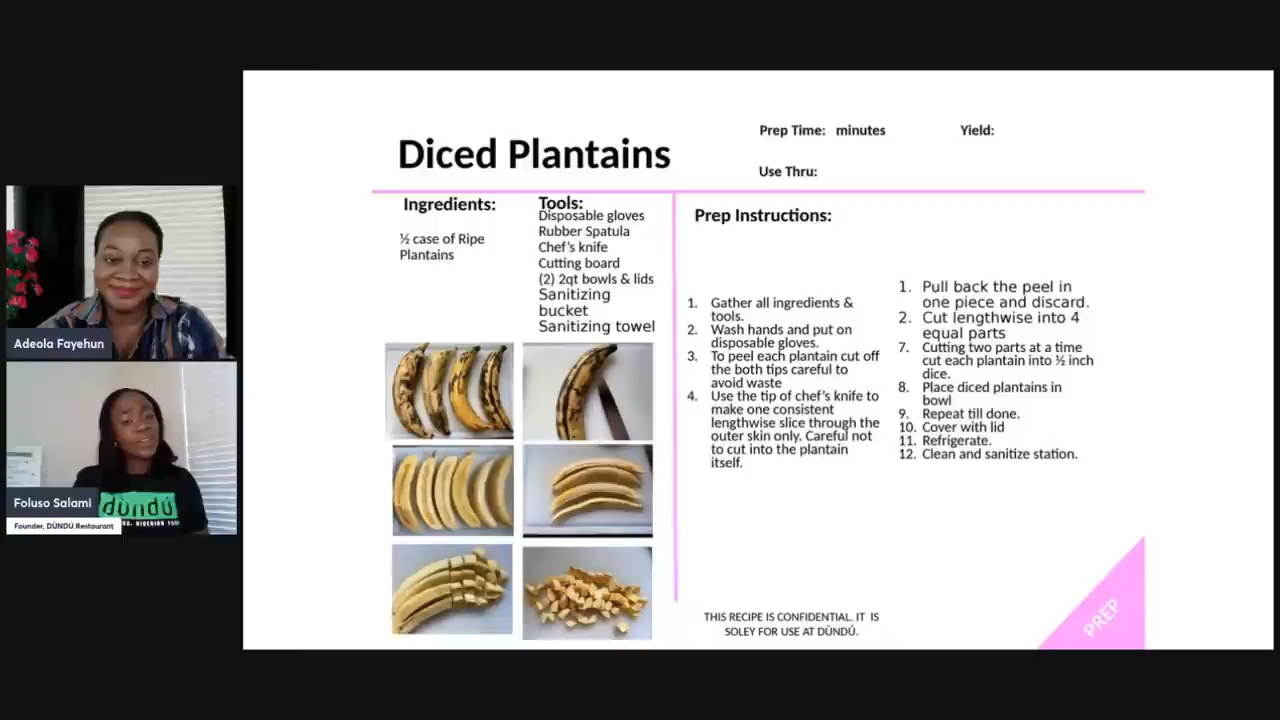 Diced Plantains
Prep Time: minutes
Yield:
Use Thru:
Ingredients:
½ case of Ripe
Plantains
Tools:
Disposable gloves
Rubber Spatula
Chef's knife
Cutting board
(2) 2qt bowls & lids
Sanitizing
bucket
Sanitizing towel
Prep Instructions:
1. Gather all ingredients &
tools.
2. Wash hands and put on
disposable gloves.
3. To peel each plantain cut off
the both tips careful to
avoid waste
4. Use the tip of chef's knife to
make one consistent
lengthwise slice through the
outer skin only. Careful not
to cut into the plantain
itself.
1. Pull back the peel in
one piece and discard.
2. Cut lengthwise into 4
equal parts
7. Cutting two parts at a time
cut each plantain into ½ inch
dice.
8. Place diced plantains in
bowl
9. Repeat till done.
10. Cover with lid
11. Refrigerate.
12. Clean and sanitize station.
THIS RECIPE IS CONFIDENTIAL. IT IS
SOLEY FOR USE AT DÙNDÚ.
PREP
Adeola Fayehun
Foluso Salami
Founder, DÙNDÚ Restaurant
dùndú
NIGERIAN